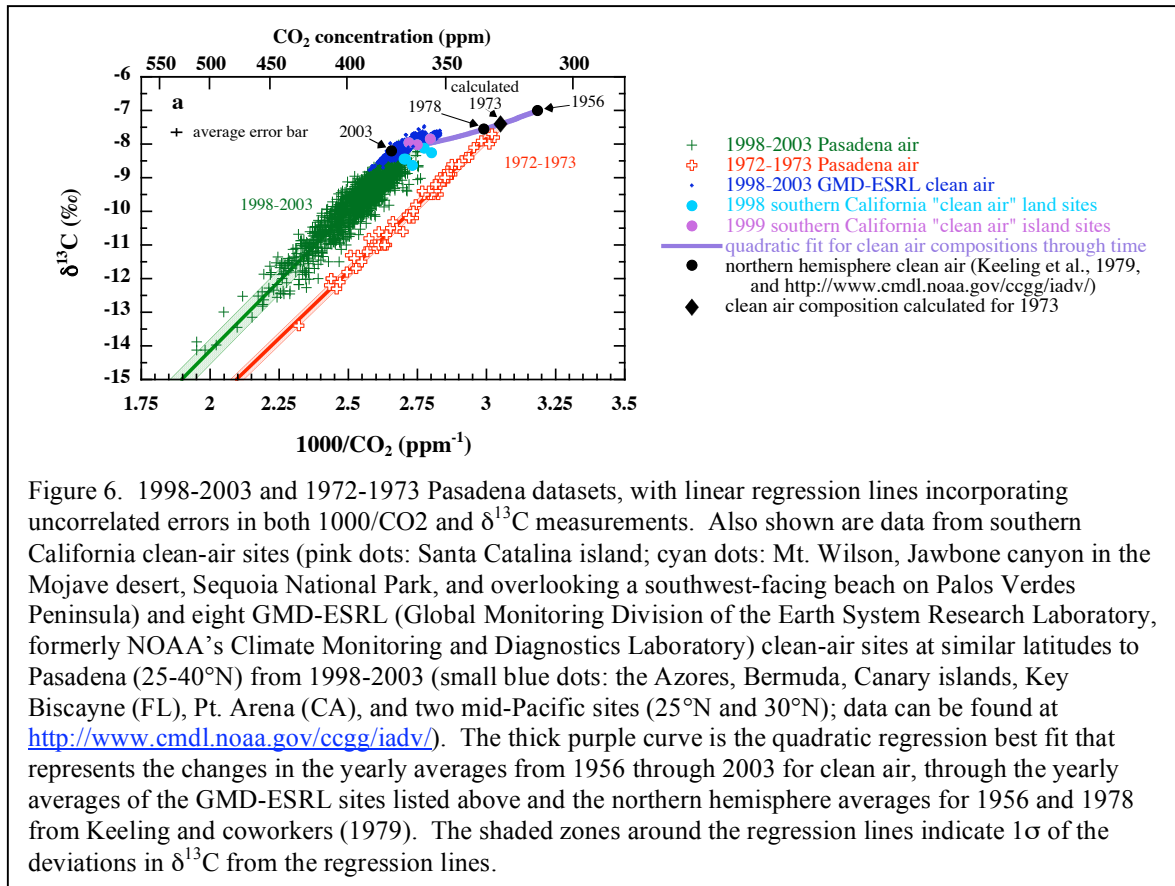 CO2 concentration (ppm)
550 500 450 400 350 300
-6
-7
-8
-9
-10
-11
-12
-13
-14
-15
δ13C (‰)
a
+ average error bar
calculated
1973
1978
1956
2003
1972-1973
1998-2003
1.75 2 2.25 2.5 2.75 3 3.25 3.5
1000/CO2 (ppm-1)
1998-2003 Pasadena air
1972-1973 Pasadena air
1998-2003 GMD-ESRL clean air
1998 southern California "clean air" land sites
1999 southern California "clean air" island sites
quadratic fit for clean air compositions through time
northern hemisphere clean air (Keeling et al., 1979,
and http://www.cmdl.noaa.gov/ccgg/iadv/)
clean air composition calculated for 1973
Figure 6. 1998-2003 and 1972-1973 Pasadena datasets, with linear regression lines incorporating
uncorrelated errors in both 1000/CO2 and δ13C measurements. Also shown are data from southern
California clean-air sites (pink dots: Santa Catalina island; cyan dots: Mt. Wilson, Jawbone canyon in the
Mojave desert, Sequoia National Park, and overlooking a southwest-facing beach on Palos Verdes
Peninsula) and eight GMD-ESRL (Global Monitoring Division of the Earth System Research Laboratory,
formerly NOAA's Climate Monitoring and Diagnostics Laboratory) clean-air sites at similar latitudes to
Pasadena (25-40°N) from 1998-2003 (small blue dots: the Azores, Bermuda, Canary islands, Key
Biscayne (FL), Pt. Arena (CA), and two mid-Pacific sites (25°N and 30°N); data can be found at
http://www.cmdl.noaa.gov/ccgg/iadv/). The thick purple curve is the quadratic regression best fit that
represents the changes in the yearly averages from 1956 through 2003 for clean air, through the yearly
averages of the GMD-ESRL sites listed above and the northern hemisphere averages for 1956 and 1978
from Keeling and coworkers (1979). The shaded zones around the regression lines indicate 1σ of the
deviations in δ13C from the regression lines.